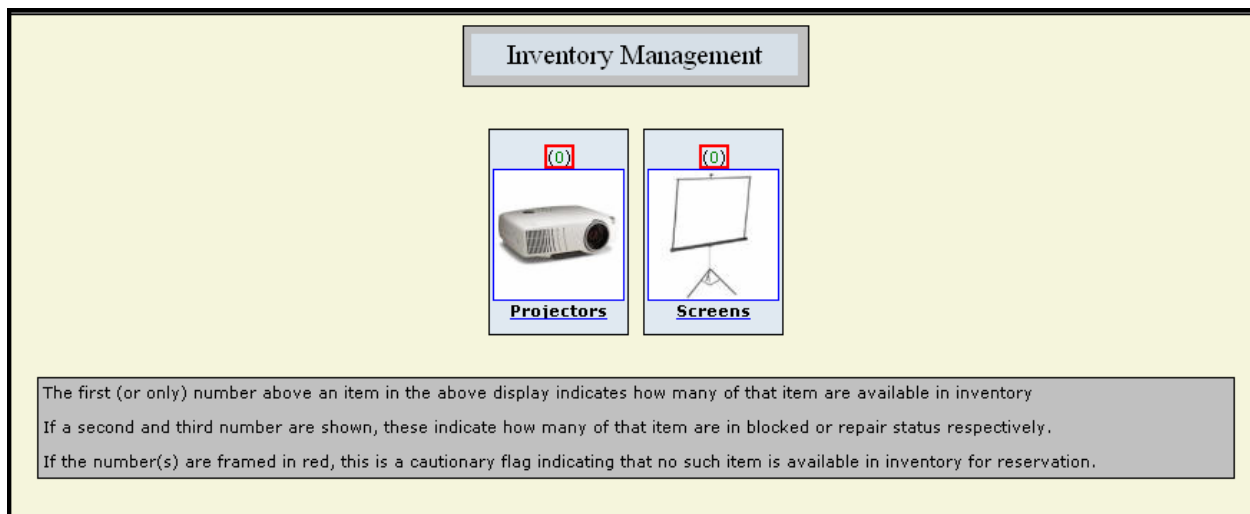 Inventory Management
(0) (0)
Projectors Screens
The first (or only) number above an item in the above display indicates how many of that item are available in inventory
If a second and third number are shown, these indicate how many of that item are in blocked or repair status respectively.
If the number(s) are framed in red, this is a cautionary flag indicating that no such item is available in inventory for reservation.